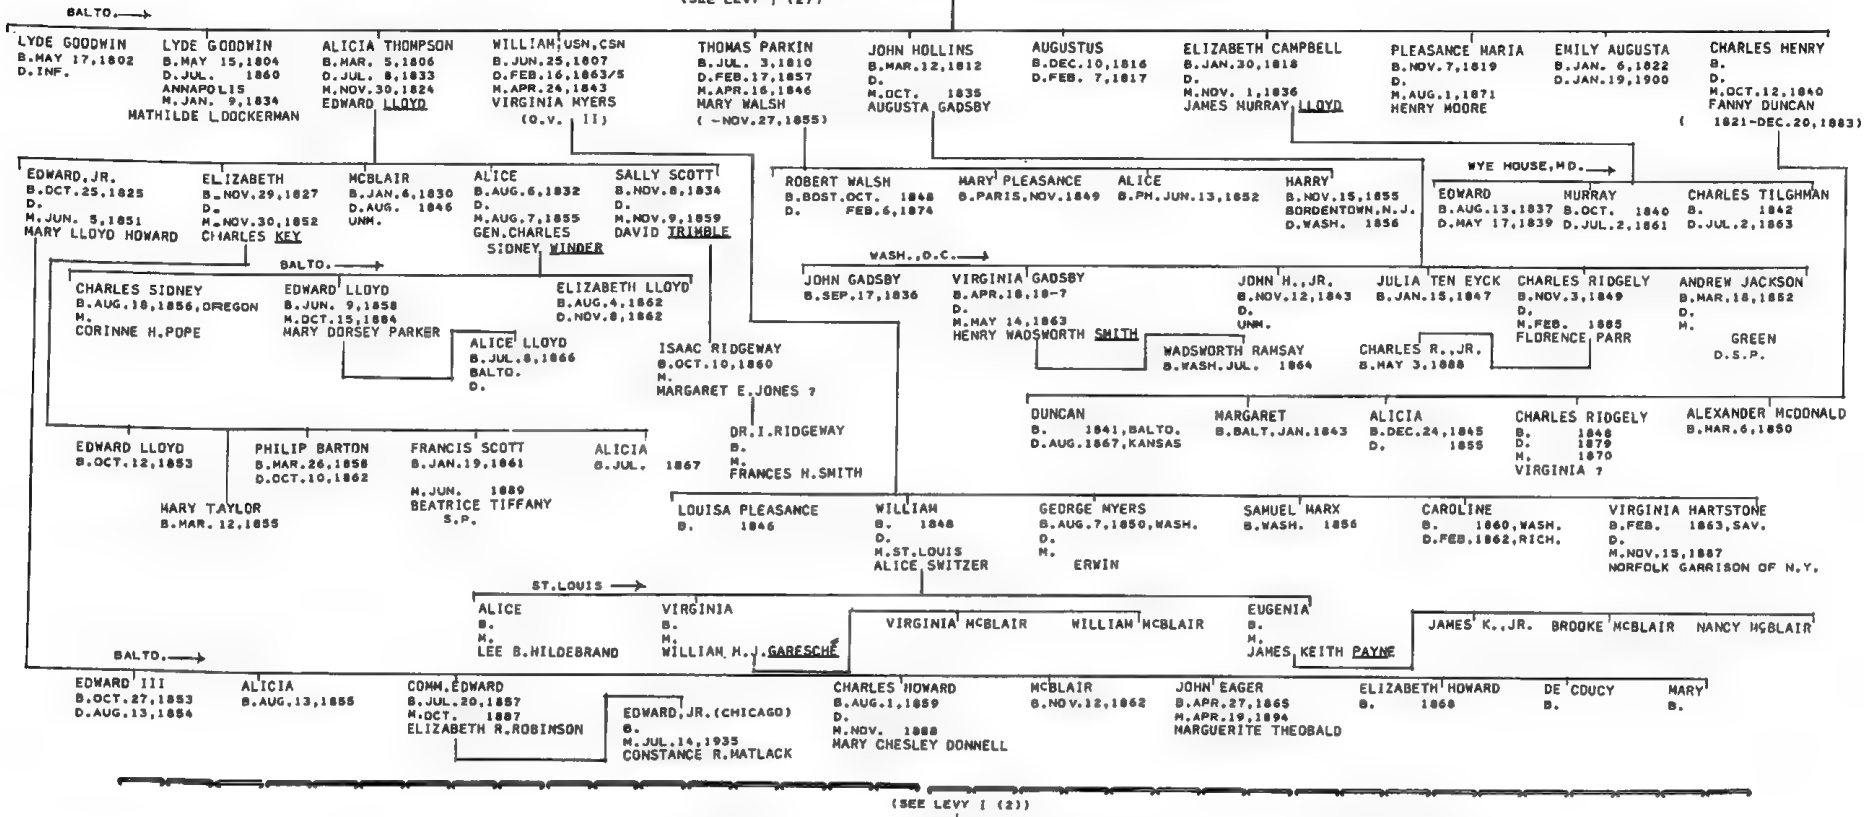 (SEE LEVY I (2))
BALTO.→
LYDE GOODWIN
B.MAY 17,1802
D.INF.
LYDE GOODWIN
B.MAY 15,1804
D.JUL. 1860
ANNAPOLIS
M.JAN. 9,1834
MATHILDE L.DOCKERMAN
ALICIA THOMPSON
B.MAR. 5,1806
D.JUL. 8,1833
M.NOV.30,1824
EDWARD LLOYD
WILLIAM,USN,CSN
B.JUN.25,1807
D.FEB.16,1863/5
M.APR.24,1843
VIRGINIA MYERS
(Q.V. II)
THOMAS PARKIN
B.JUL. 3,1810
D.FEB.17,1857
M.APR.16,1846
MARY WALSH
( -NOV.27,1855)
JOHN HOLLINS
B.MAR.12,1812
D.
M.OCT. 1835
AUGUSTA GADSBY
AUGUSTUS
B.DEC.10,1816
D.FEB. 7,1817
ELIZABETH CAMPBELL
B.JAN.30,1818
D.
M.NOV. 1,1836
JAMES MURRAY LLOYD
PLEASANCE MARIA
B.NOV.7,1819
D.
M.AUG.1,1871
HENRY MOORE
EMILY AUGUSTA
B.JAN. 6,1822
D.JAN.19,1900
CHARLES HENRY
B.
D.
M.OCT.12,1840
FANNY DUNCAN
( 1821-DEC.20,1883)
EDWARD,JR.
B.OCT.25,1825
D.
M.JUN. 5,1851
MARY LLOYD HOWARD
ELIZABETH
B.NOV.29,1827
D.
M.NOV.30,1852
CHARLES KEY
MCBLAIR
B.JAN.6,1830
D.AUG. 1846
UNM.
ALICE
B.AUG.6,1832
D.
M.AUG.7,1855
GEN.CHARLES
SIDNEY WINDER
SALLY SCOTT
B.NOV.8,1834
D.
M.NOV.9,1859
DAVID TRIMBLE
ROBERT WALSH
B.BOST.OCT. 1848
D. FEB.6,1874
MARY PLEASANCE
B.PARIS,NOV.1849
ALICE
B.PH.JUN.13,1852
HARRY
B.NOV.15,1855
BORDENTOWN,N.J.
D.WASH. 1856
WYE HOUSE,MD.→
EDWARD
B.AUG.13,1837
D.MAY 17,1839
MURRAY
B.OCT. 1840
D.JUL.2,1861
CHARLES TILGHMAN
B. 1842
D.JUL.2,1863
BALTO.→
CHARLES SIDNEY
B.AUG.18,1856,OREGON
M.
CORINNE H.POPE
EDWARD LLOYD
B.JUN. 9,1858
M.OCT.15,1884
MARY DORSEY PARKER
ELIZABETH LLOYD
B.AUG.4,1862
D.NOV.8,1862
ALICE LLOYD
B.JUL.8,1866
BALTO.
D.
ISAAC RIDGEWAY
B.OCT.10,1860
M.
MARGARET E.JONES ?
WASH.,D.C.→
JOHN GADSBY
B.SEP.17,1836
VIRGINIA GADSBY
B.APR.18,18-?
D.
M.MAY 14,1863
HENRY WADSWORTH SMITH
WADSWORTH RAMSAY
B.WASH.JUL. 1864
JOHN H.,JR.
B.NOV.12,1843
D.
UNM.
JULIA TEN EYCK
B.JAN.15,1847
CHARLES RIDGELY
B.NOV.3,1849
D.
M.FEB. 1885
FLORENCE PARR
CHARLES R.,JR.
B.MAY 3,1888
ANDREW JACKSON
B.MAR.18,1852
D.
M.
GREEN
D.S.P.
DUNCAN
B. 1841,BALTO.
D.AUG.1867,KANSAS
MARGARET
B.BALT,JAN,1843
ALICIA
B.DEC.24,1845
D. 1855
CHARLES RIDGELY
B. 1848
D. 1879
M. 1870
VIRGINIA ?
ALEXANDER MCDONALD
B.MAR.6,1850
EDWARD LLOYD
B.OCT.12,1853
MARY TAYLOR
B.MAR.12,1855
PHILIP BARTON
B.MAR.26,1858
D.OCT.10,1862
FRANCIS SCOTT
B.JAN.19,1861
M.JUN. 1889
BEATRICE TIFFANY
S.P.
ALICIA
B.JUL. 1867
DR.I.RIDGEWAY
B.
M.
FRANCES H.SMITH
LOUISA PLEASANCE
B. 1846
WILLIAM
B. 1848
D.
M.ST.LOUIS
ALICE SWITZER
GEORGE MYERS
B.AUG.7,1850,WASH.
D.
M.
ERWIN
SAMUEL MARX
B.WASH. 1856
CAROLINE
B. 1860,WASH.
D.FEB,1862,RICH.
VIRGINIA HARTSTONE
B.FEB. 1863,SAV.
D.
M.NOV.15,1887
NORFOLK GARRISON OF N.Y.
ST.LOUIS →
ALICE
B.
M.
LEE B.HILDEBRAND
VIRGINIA
B.
M.
WILLIAM H.J.GARESCHÉ
VIRGINIA MCBLAIR
WILLIAM MCBLAIR
EUGENIA
B.
M.
JAMES KEITH PAYNE
JAMES K.,JR.
BROOKE MCBLAIR
NANCY MCBLAIR
BALTO.→
EDWARD III
B.OCT.27,1853
D.AUG.13,1854
ALICIA
B.AUG.13,1855
COMM.EDWARD
B.JUL.20,1857
M.OCT. 1887
ELIZABETH R.ROBINSON
EDWARD,JR.(CHICAGO)
B.
M.JUL.14,1935
CONSTANCE R.MATLACK
CHARLES HOWARD
B.AUG.1,1859
D.
M.NOV. 1888
MARY CHESLEY DONNELL
MCBLAIR
B.NOV.12,1862
JOHN EAGER
B.APR.27,1865
M.APR.19,1894
MARGUERITE THEOBALD
ELIZABETH HOWARD
B. 1868
DE COUCY
B.
MARY
B.
(SEE LEVY I (2))